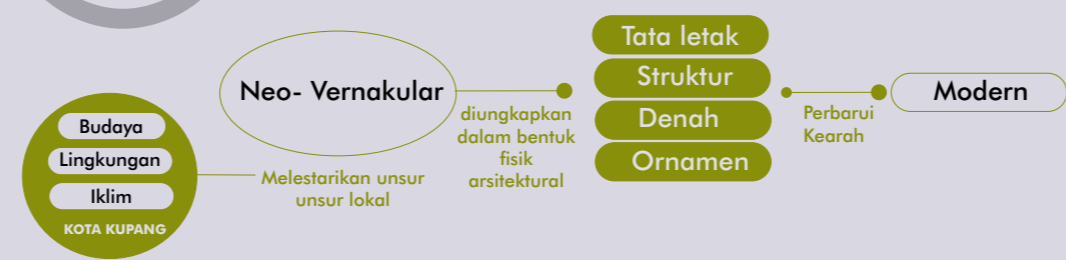 Budaya
Lingkungan
Iklim
KOTA KUPANG
Melestarikan unsur
unsur lokal
Neo- Vernakular
diungkapkan
dalam bentuk
fisik
arsitektural
Tata letak
Struktur
Denah
Ornamen
Perbarui
Kearah
Modern